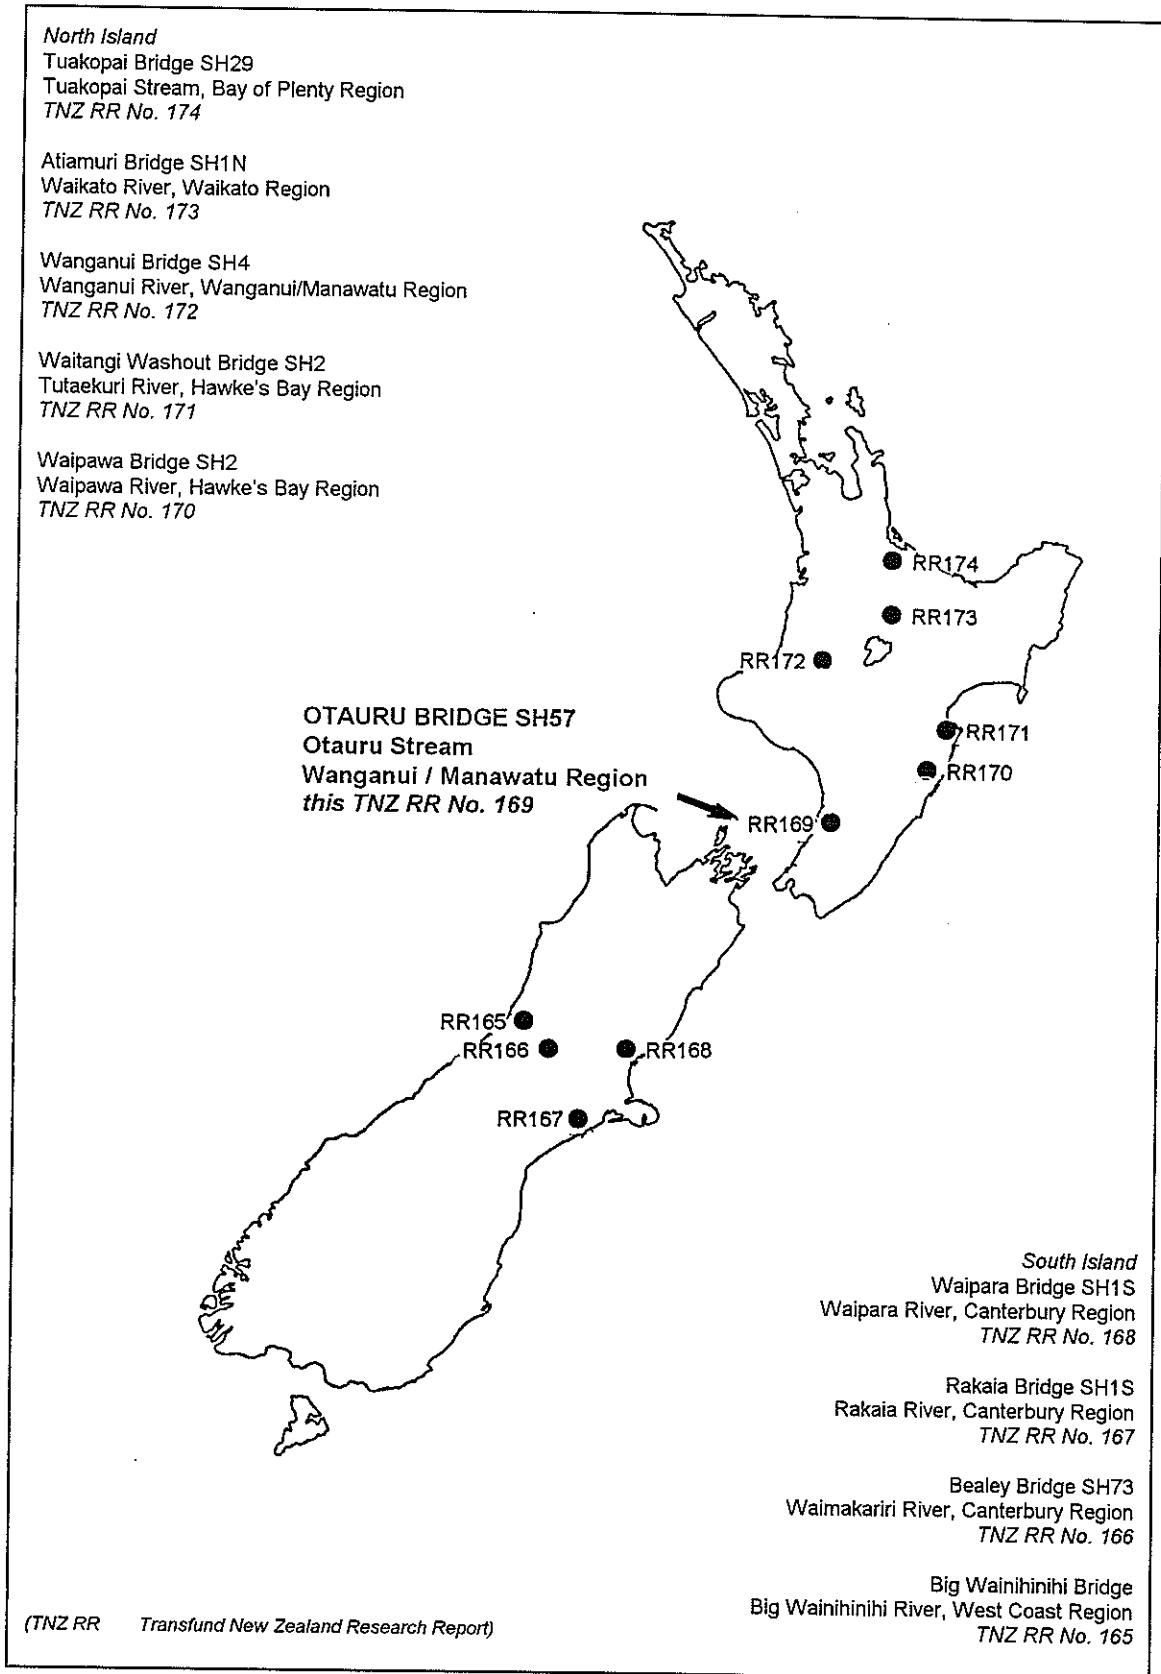 North Island
Tuakopai Bridge SH29
Tuakopai Stream, Bay of Plenty Region
TNZ RR No. 174
Atiamuri Bridge SH1N
Waikato River, Waikato Region
TNZ RR No. 173
Wanganui Bridge SH4
Wanganui River, Wanganui/Manawatu Region
TNZ RR No. 172
Waitangi Washout Bridge SH2
Tutaekuri River, Hawke's Bay Region
TNZ RR No. 171
Waipawa Bridge SH2
Waipawa River, Hawke's Bay Region
TNZ RR No. 170
RR174
RR173
RR172
RR171
RR170
OTAURU BRIDGE SH57
Otauru Stream
Wanganui / Manawatu Region
this TNZ RR No. 169
RR169
RR165
RR166
RR168
RR167
South Island
Waipara Bridge SH1S
Waipara River, Canterbury Region
TNZ RR No. 168
Rakaia Bridge SH1S
Rakaia River, Canterbury Region
TNZ RR No. 167
Bealey Bridge SH73
Waimakariri River, Canterbury Region
TNZ RR No. 166
Big Wainihinihi Bridge
Big Wainihinihi River, West Coast Region
TNZ RR No. 165
(TNZ RR Transfund New Zealand Research Report)